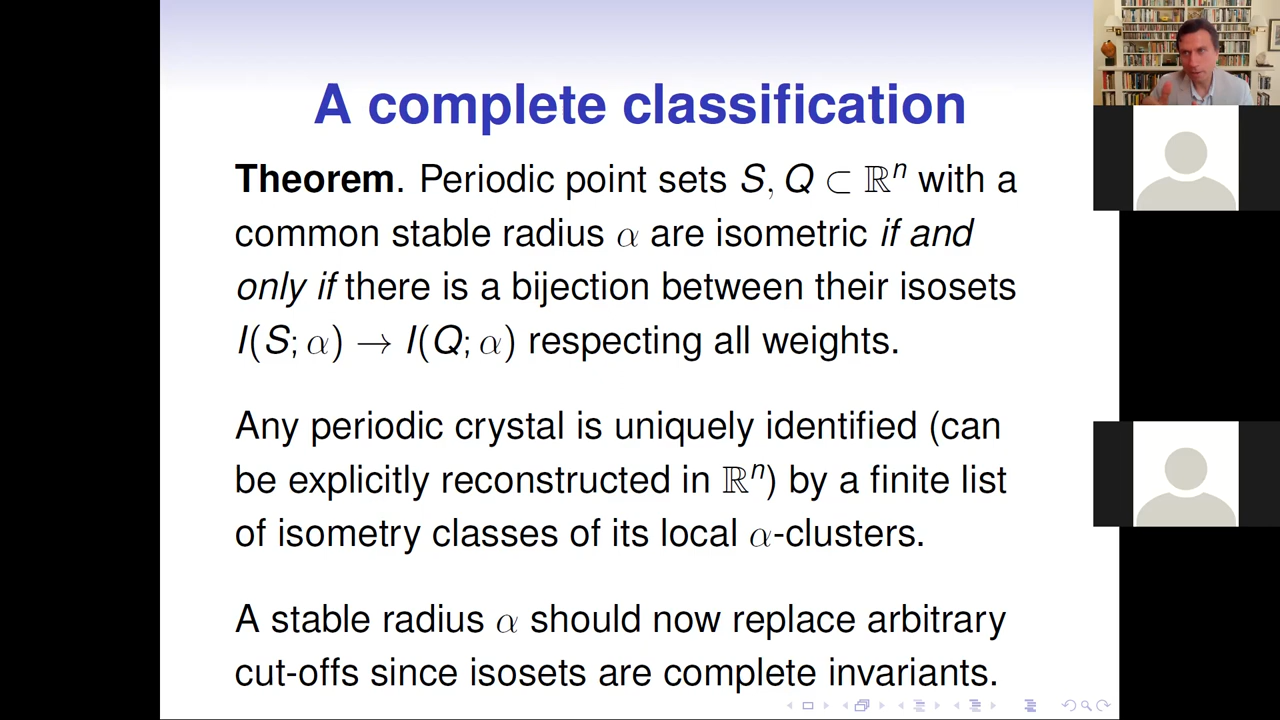 A complete classification
Theorem. Periodic point sets S, Q ⊂ ℝⁿ with a
common stable radius α are isometric if and
only if there is a bijection between their isosets
I(S; α) → I(Q; α) respecting all weights.
Any periodic crystal is uniquely identified (can
be explicitly reconstructed in ℝⁿ) by a finite list
of isometry classes of its local α-clusters.
A stable radius α should now replace arbitrary
cut-offs since isosets are complete invariants.